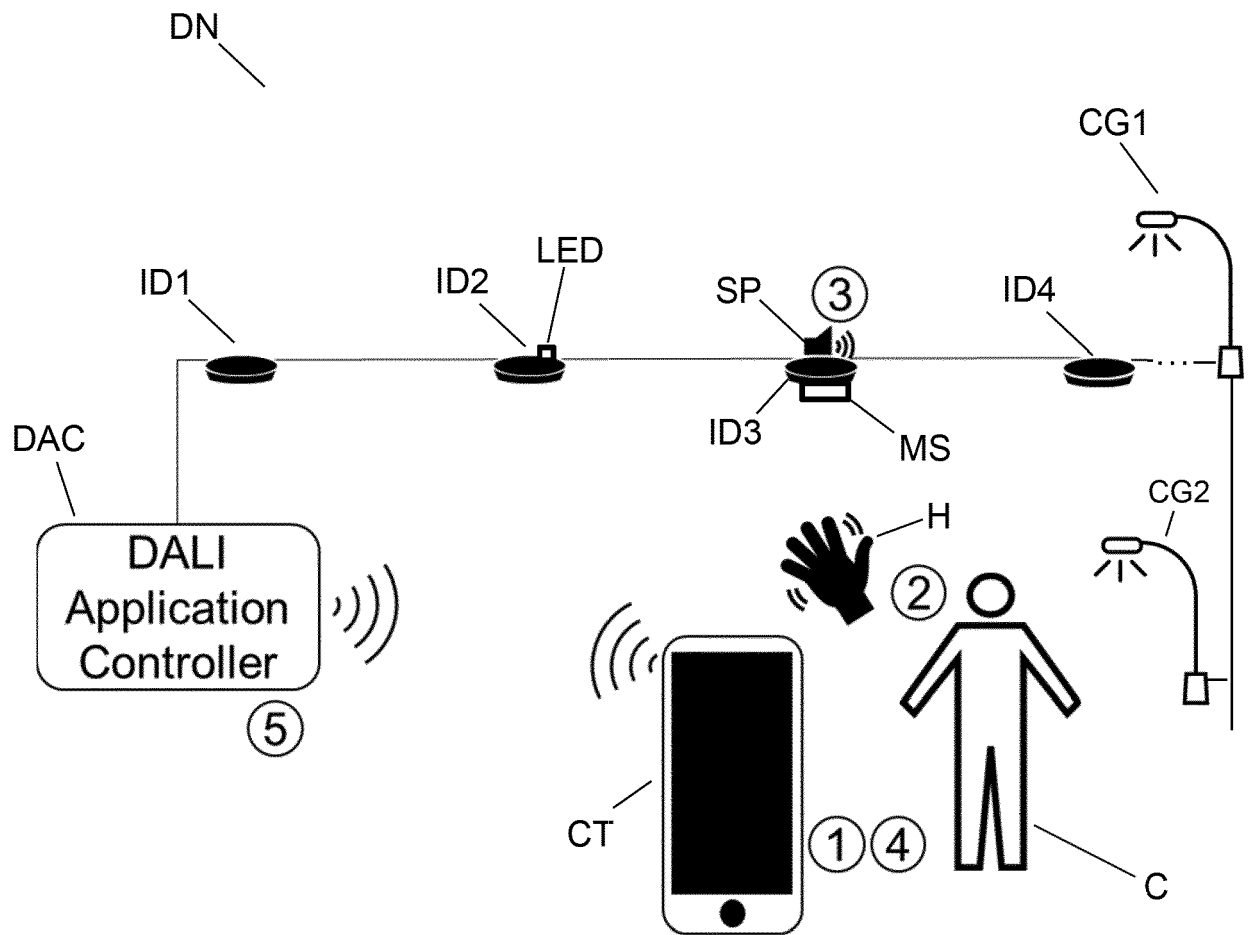 DN
CG1
LED
ID1
ID2
SP
3
ID4
ID3
MS
DAC
CG2
H
DALI
Application
Controller
2
5
CT
1
4
C